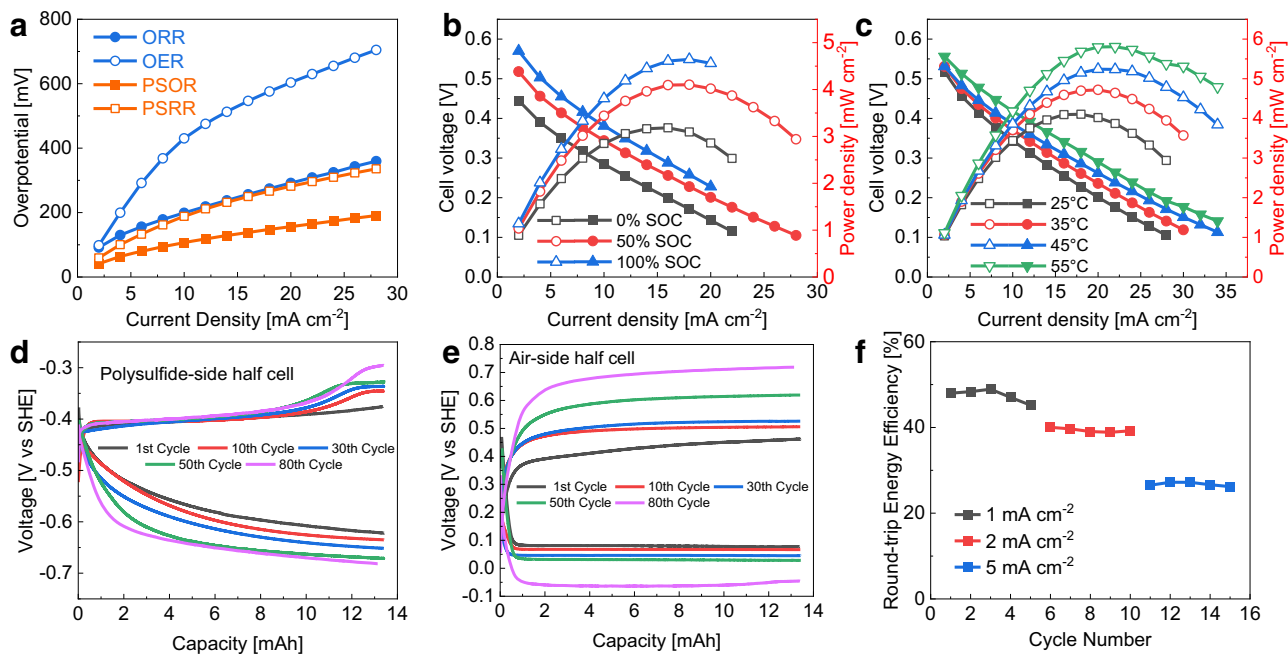 a
800
600
400
200
0
0 5 10 15 20 25 30
Overpotential [mV]
Current Density [mA cm⁻²]
ORR
OER
PSOR
PSRR
b
0.6
0.5
0.4
0.3
0.2
0.1
0.0
0 5 10 15 20 25 30
Cell voltage [V]
Current density [mA cm⁻²]
0% SOC
50% SOC
100% SOC
5
4
3
2
1
0
Power density [mW cm⁻²]
c
0.6
0.5
0.4
0.3
0.2
0.1
0.0
0 5 10 15 20 25 30 35
Cell voltage [V]
Current density [mA cm⁻²]
25°C
35°C
45°C
55°C
6
5
4
3
2
1
0
Power density [mW cm⁻²]
d
-0.3
-0.4
-0.5
-0.6
-0.7
0 2 4 6 8 10 12 14
Voltage [V vs SHE]
Capacity [mAh]
Polysulfide-side half cell
1st Cycle 10th Cycle 30th Cycle
50th Cycle 80th Cycle
e
0.8
0.7
0.6
0.5
0.4
0.3
0.2
0.1
0.0
-0.1
0 2 4 6 8 10 12 14
Voltage [V vs SHE]
Capacity [mAh]
Air-side half cell
1st Cycle 10th Cycle 30th Cycle
50th Cycle 80th Cycle
f
60
40
20
0
0 2 4 6 8 10 12 14 16
Round-trip Energy Efficiency [%]
Cycle Number
1 mA cm⁻²
2 mA cm⁻²
5 mA cm⁻²